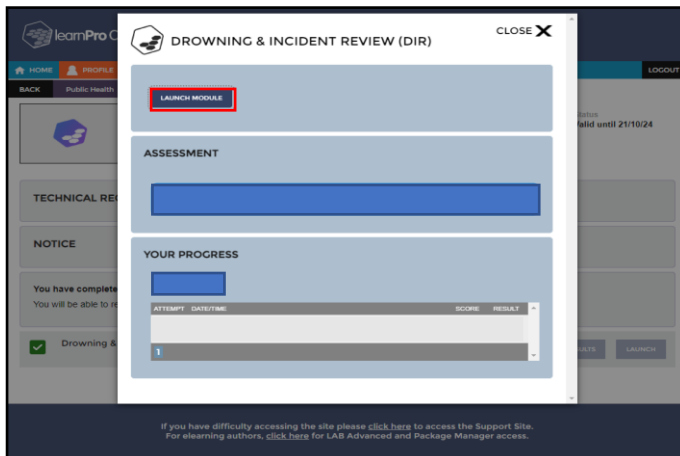 learnPro
DROWNING & INCIDENT REVIEW (DIR)
CLOSE X
HOME
PROFILE
LOGOUT
BACK
Public Health
LAUNCH MODULE
Valid until 21/10/24
ASSESSMENT
TECHNICAL
NOTICE
YOUR PROGRESS
You have complete
You will be able to re
ATTEMPT DATE/TIME SCORE RESULT
1
Drowning &
LAUNCH
If you have difficulty accessing the site please click here to access the Support Site.
For elearning authors, click here for LAB Advanced and Package Manager access.